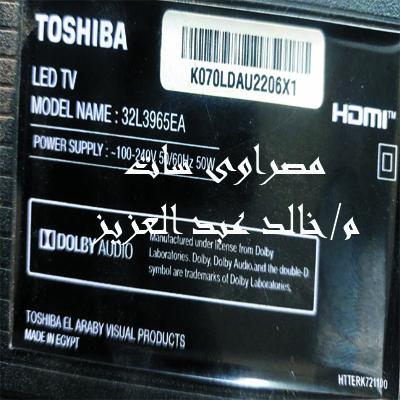 TOSHIBA
K070LDAU2206X1
LED TV
HDMI™
MODEL NAME : 32L3965EA
POWER SUPPLY : ~100-240V 50/60Hz 50W
مصراوى سات
م/خالد عبد العزيز
DOLBY AUDIO
Manufactured under license from Dolby
Laboratories. Dolby, Dolby Audio and the double-D
symbol are trademarks of Dolby Laboratories.
TOSHIBA EL ARABY VISUAL PRODUCTS
MADE IN EGYPT
HTTERK721100